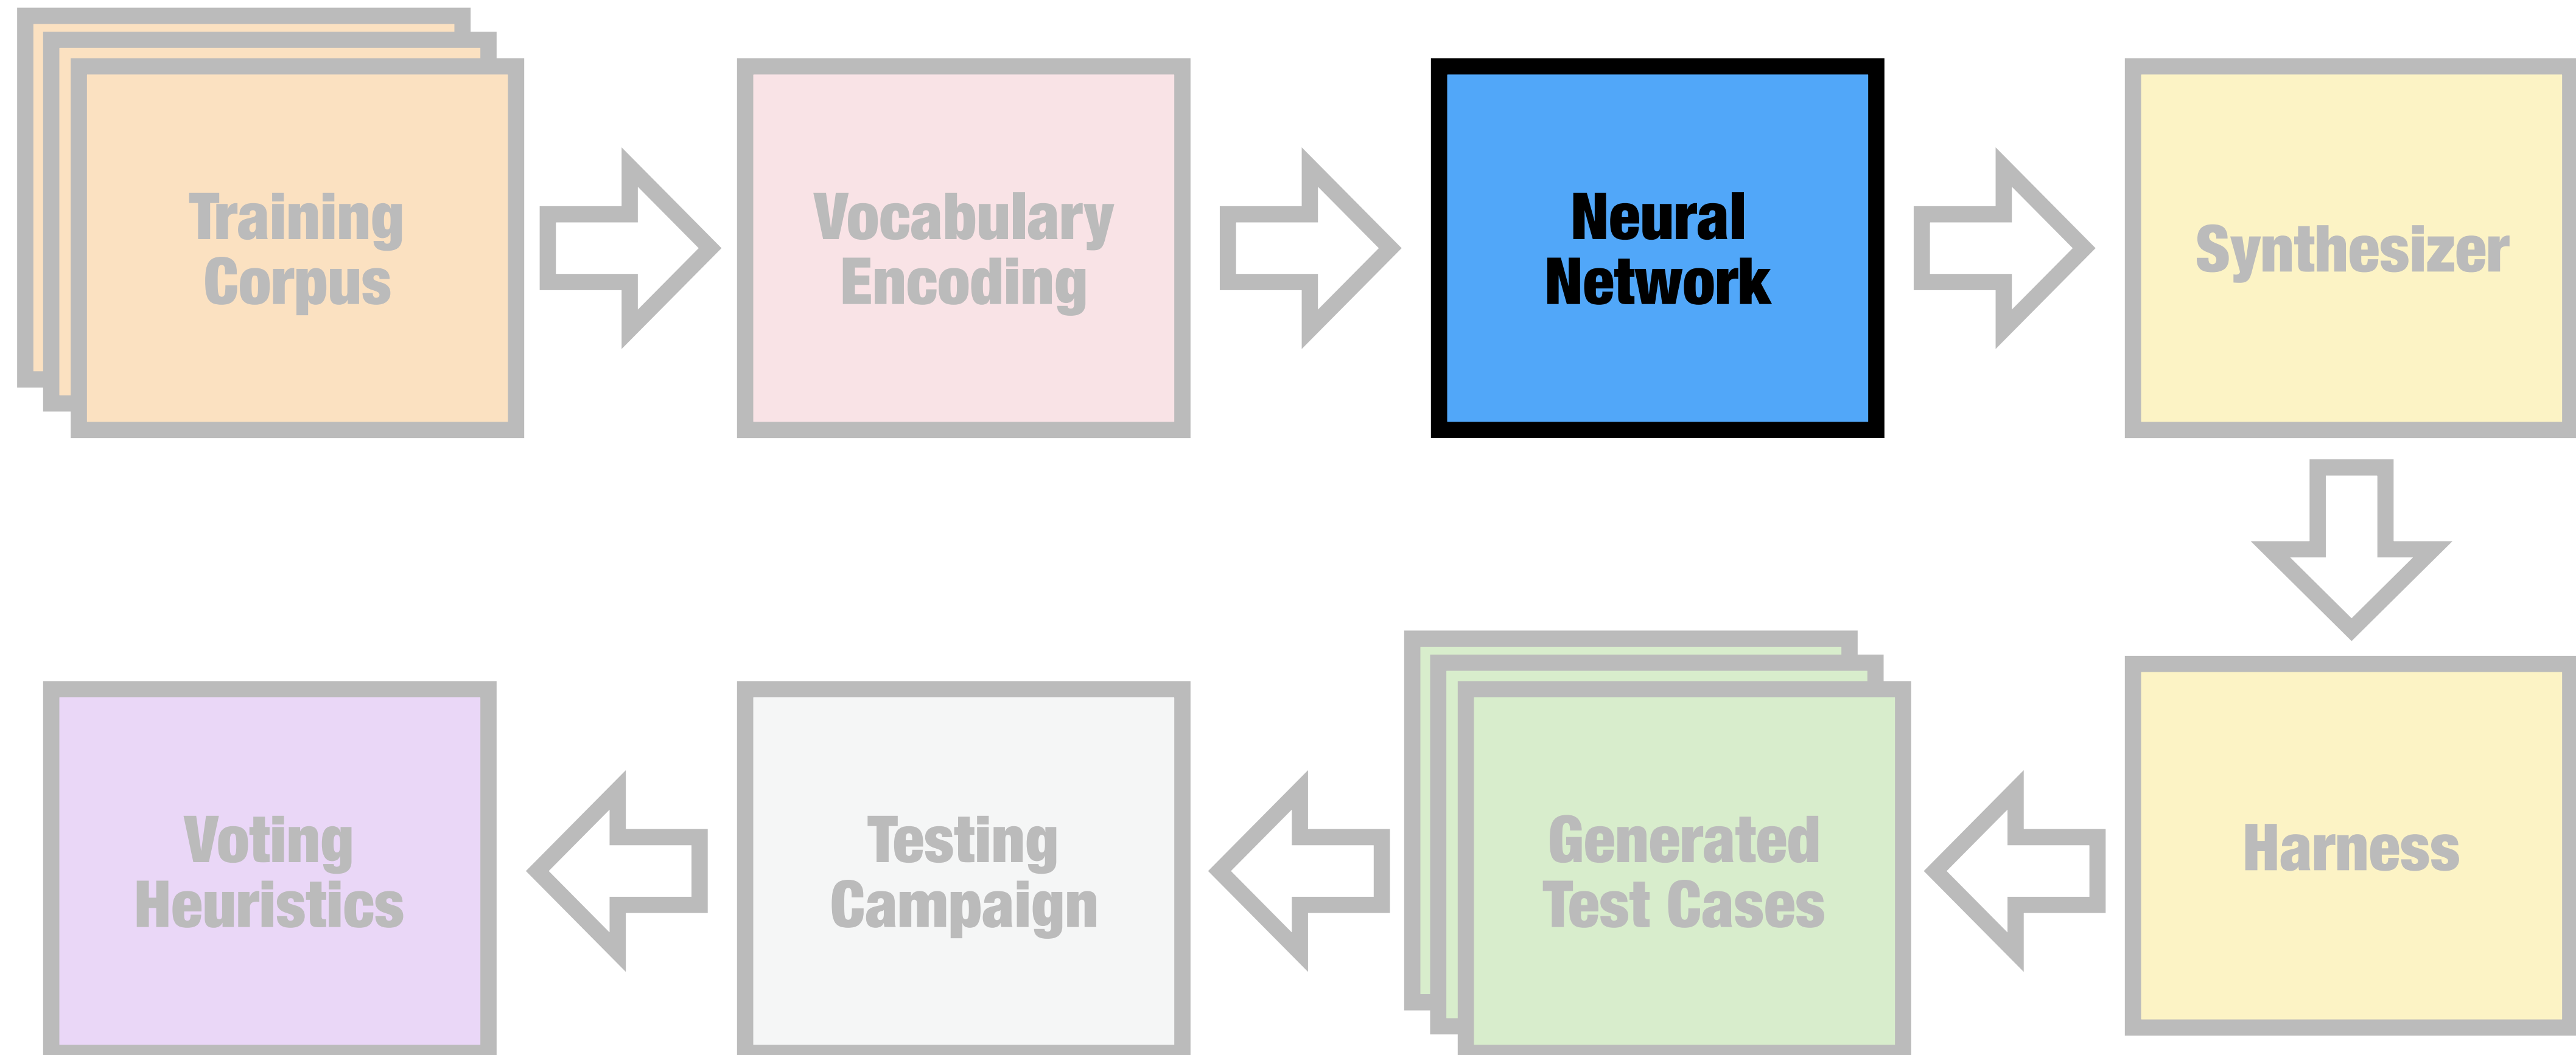 Training
Corpus
Vocabulary
Encoding
Neural
Network
Synthesizer
Voting
Heuristics
Testing
Campaign
Generated
Test Cases
Harness